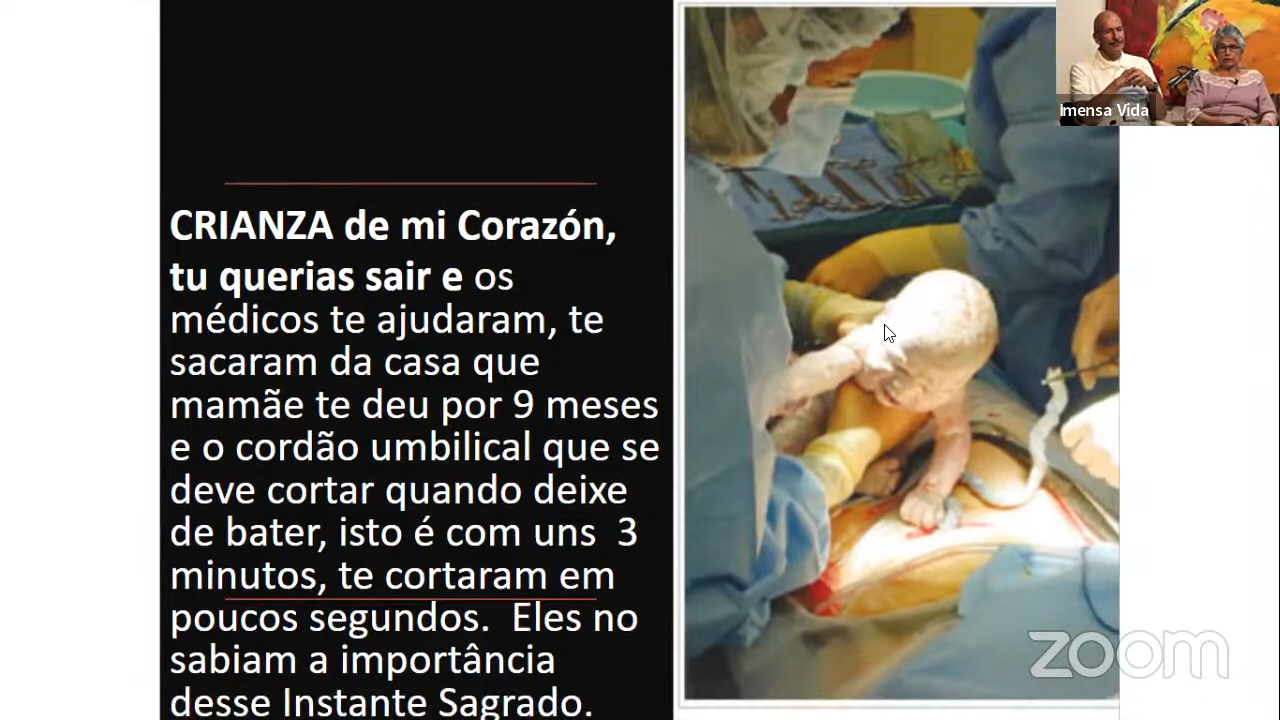 Imensa Vida
CRIANZA de mi Corazón,
tu querias sair e os
médicos te ajudaram, te
sacaram da casa que
mamãe te deu por 9 meses
e o cordão umbilical que se
deve cortar quando deixe
de bater, isto é com uns  3
minutos, te cortaram em
poucos segundos.  Eles no
sabiam a importância
desse Instante Sagrado.
zoom